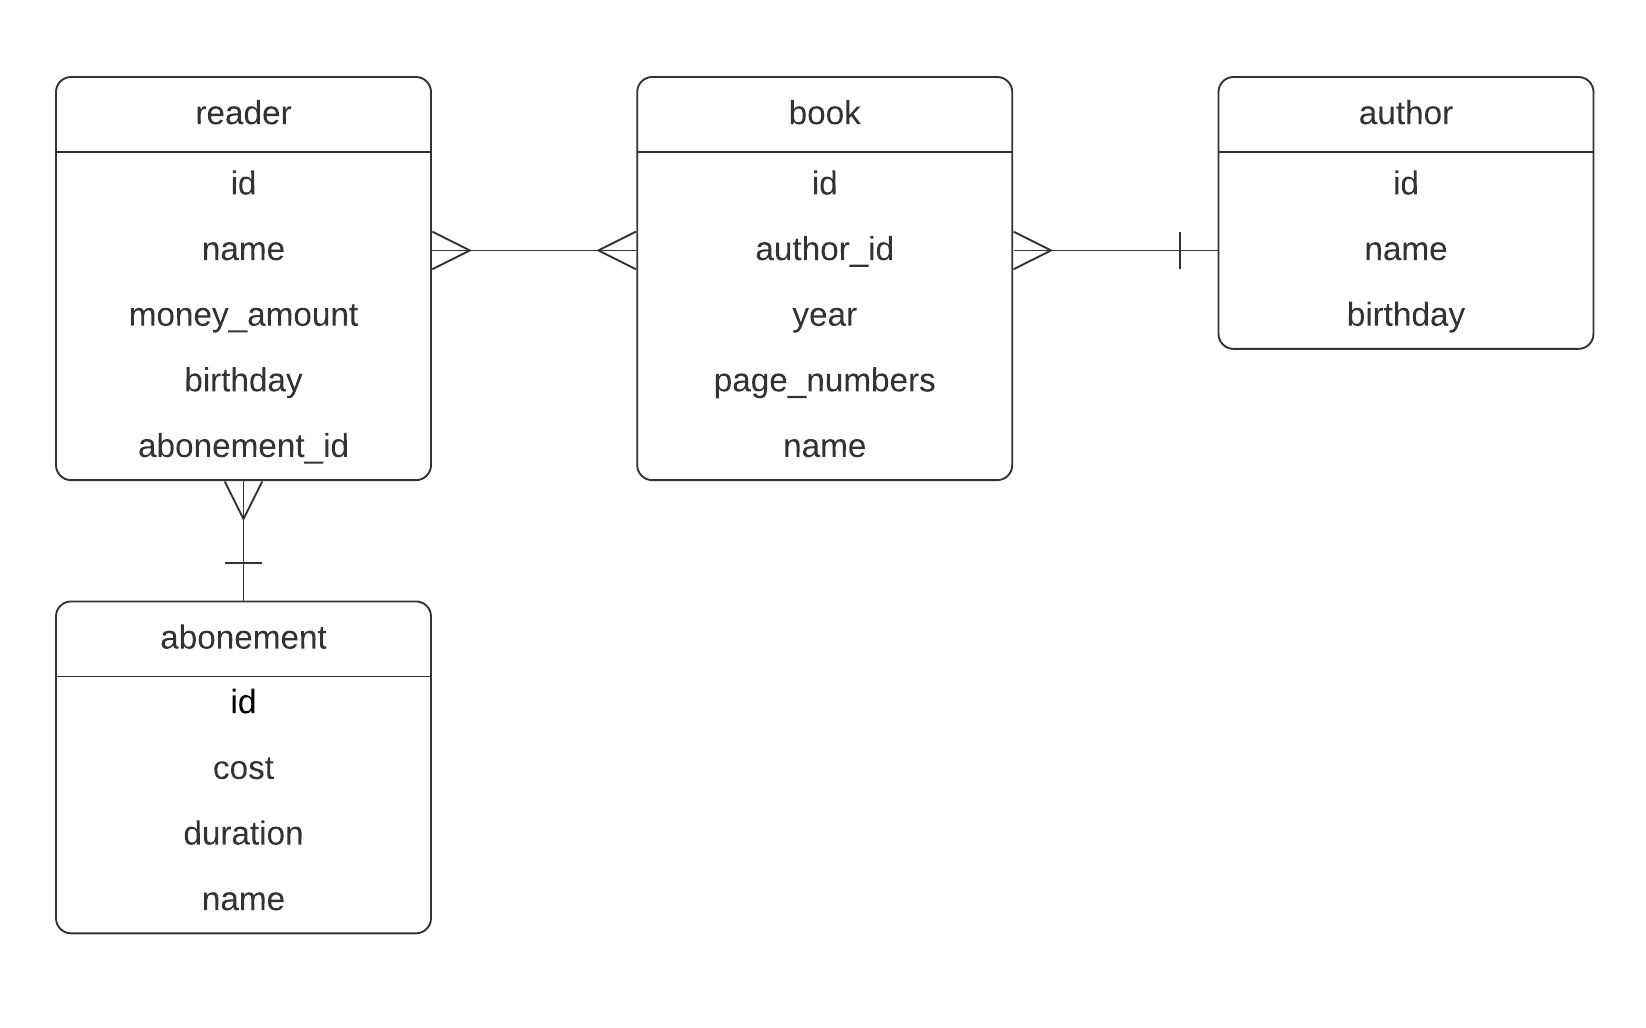 reader
id
name
money_amount
birthday
abonement_id
book
id
author_id
year
page_numbers
name
author
id
name
birthday
abonement
id
cost
duration
name